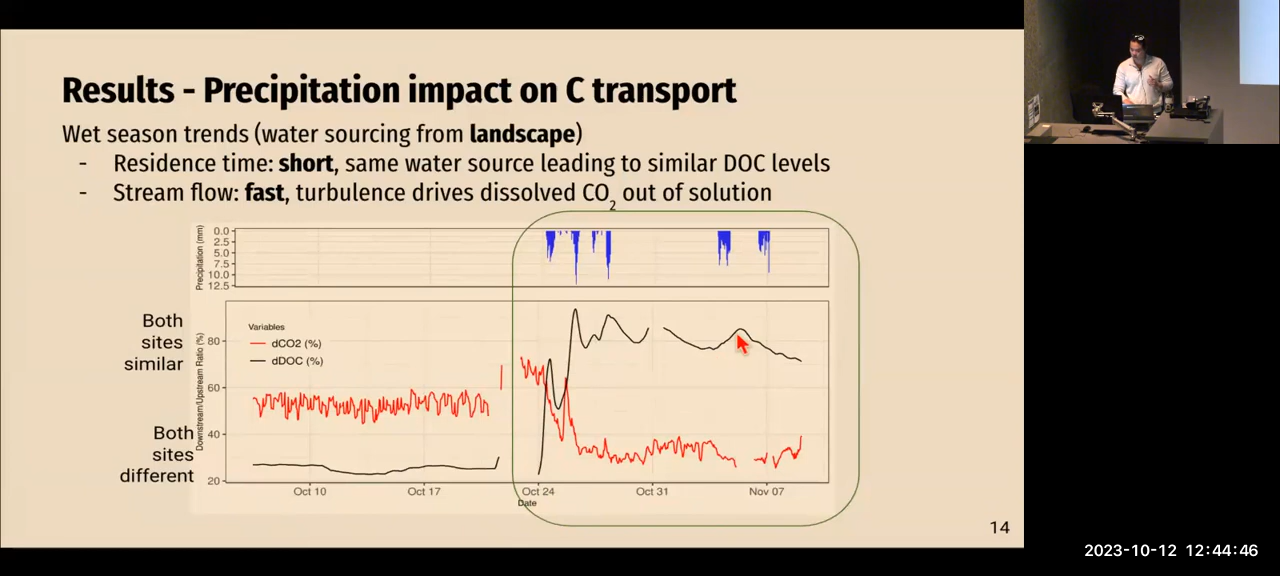 Results - Precipitation impact on C transport
Wet season trends (water sourcing from landscape)
- Residence time: short, same water source leading to similar DOC levels
- Stream flow: fast, turbulence drives dissolved CO2 out of solution
Precipitation (mm)
0.0
2.5
5.0
7.5
10.0
12.5
Both
sites
similar
Both
sites
different
Downstream/Upstream Ratio (%)
80
60
40
20
Variables
dCO2 (%)
dDOC (%)
Oct 10
Oct 17
Oct 24
Oct 31
Nov 07
Date
14
2023-10-12 12:44:46